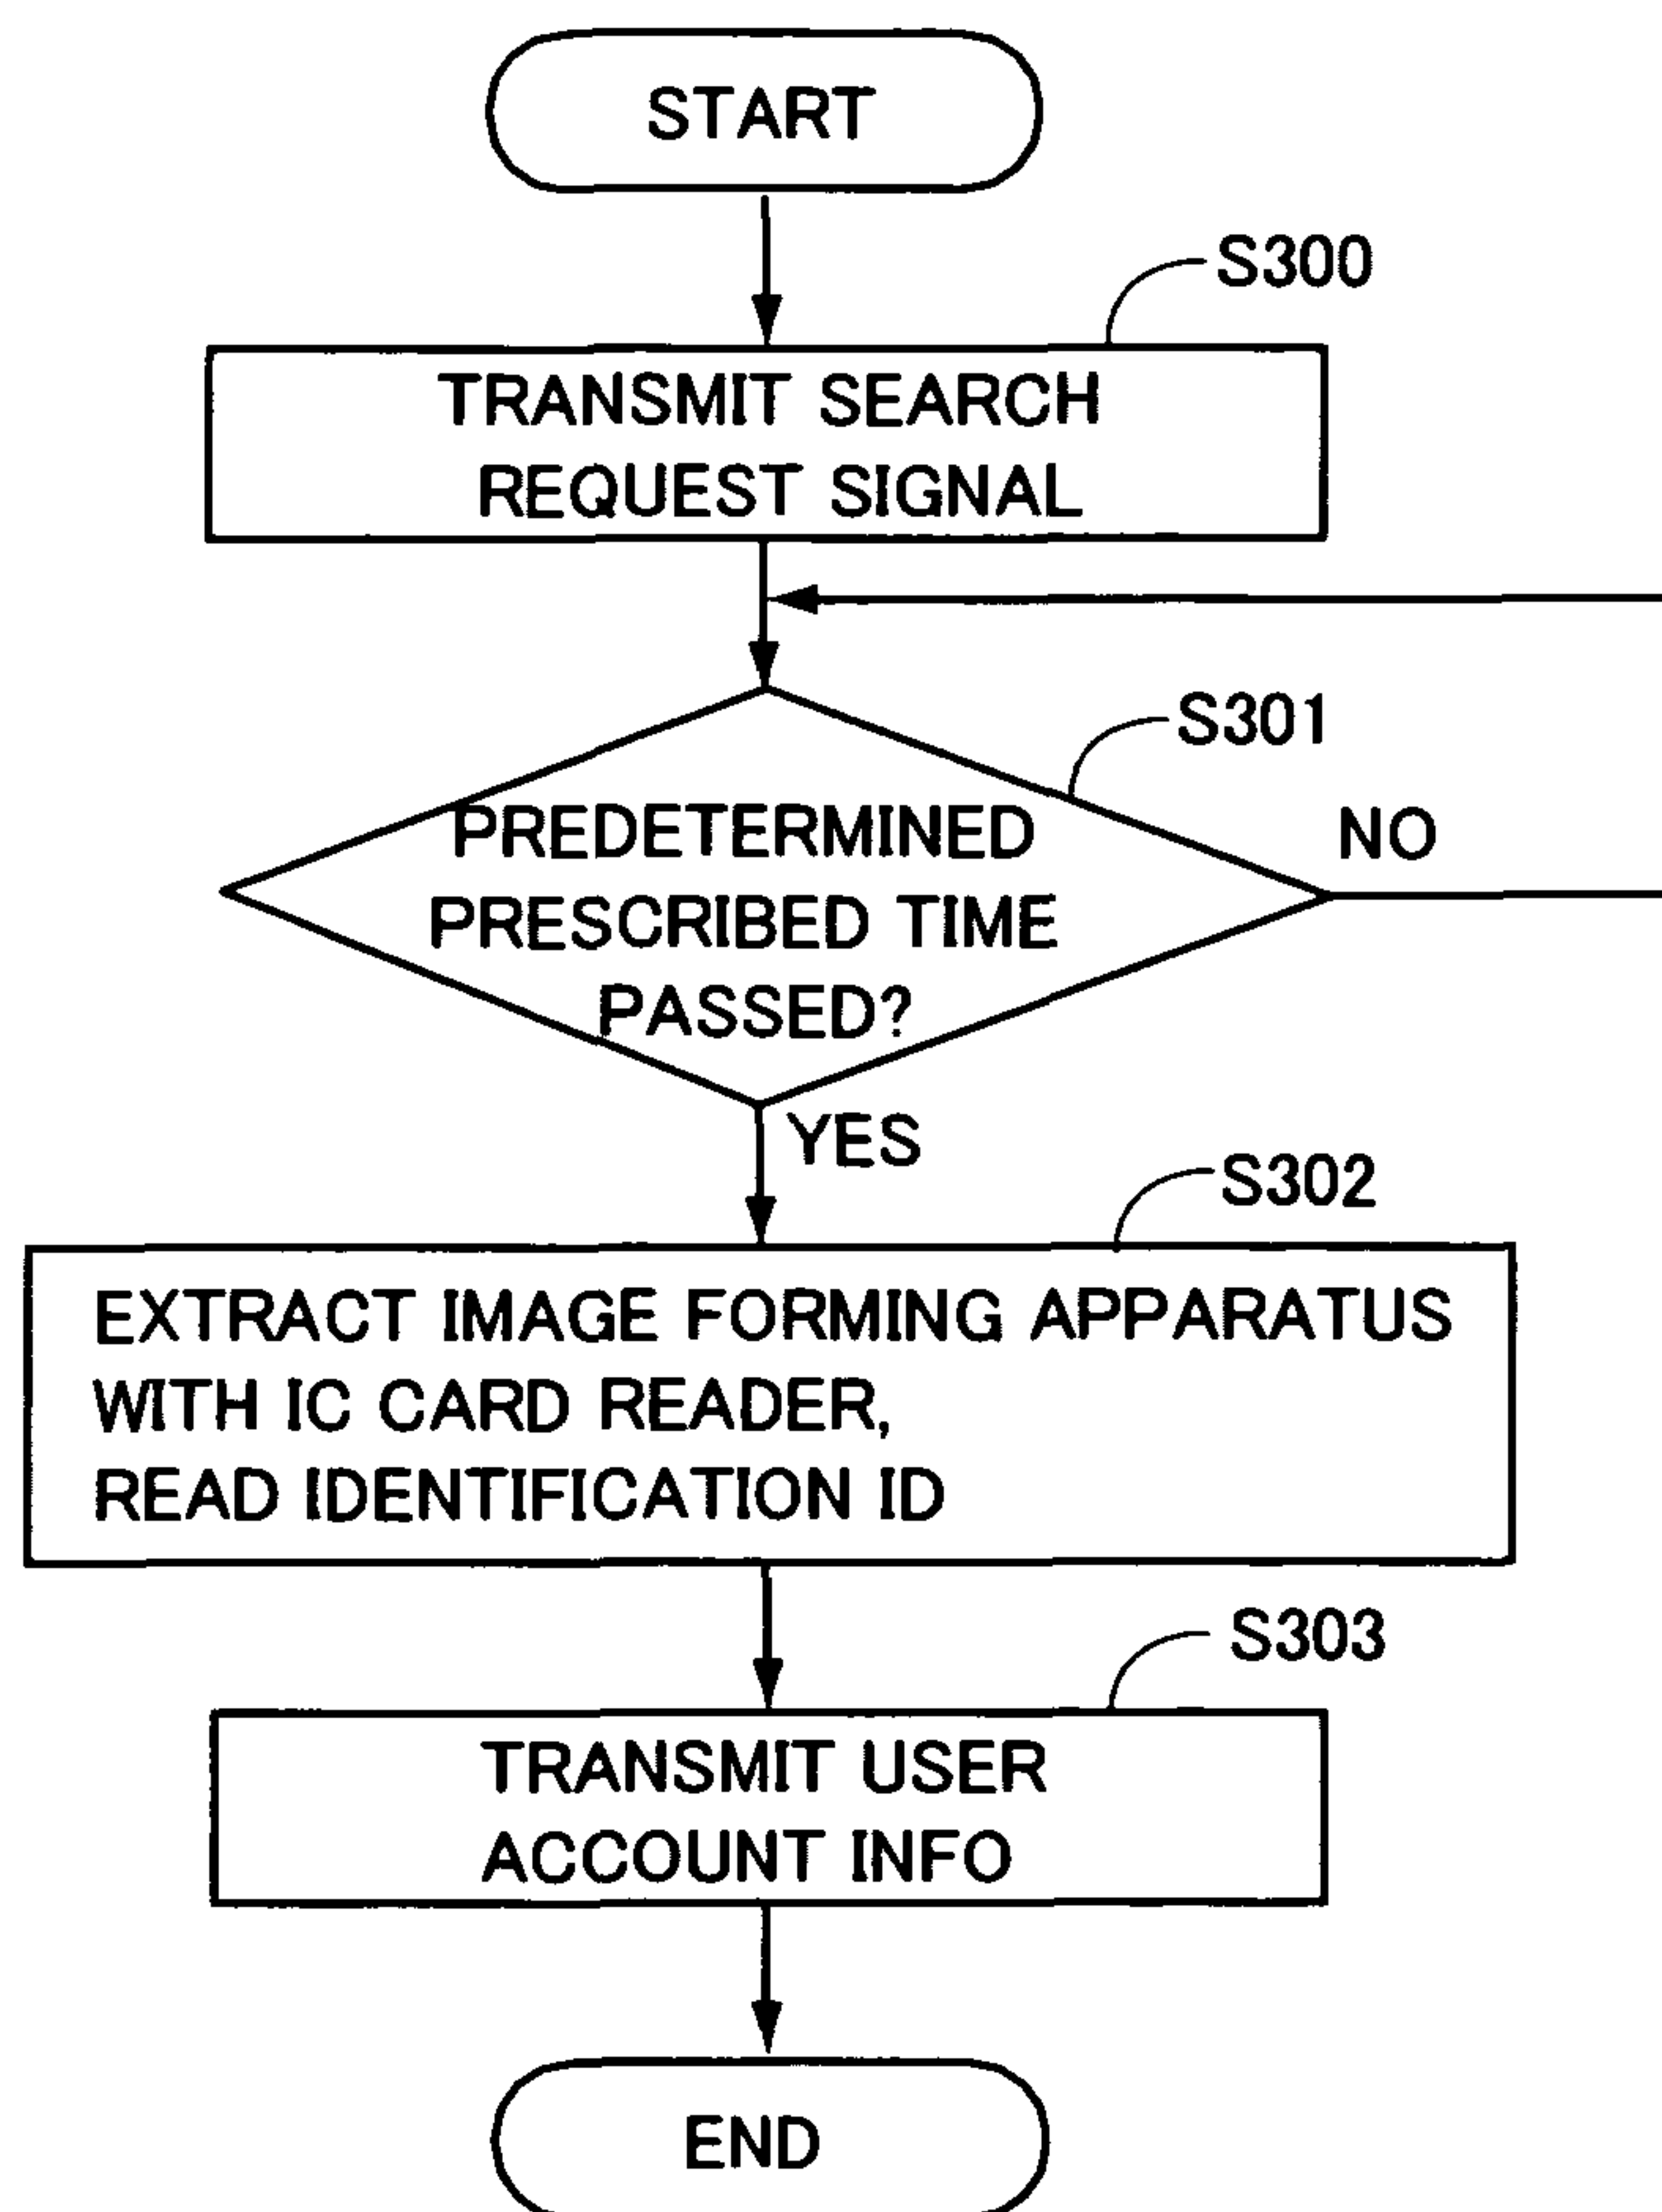 START
S300
TRANSMIT SEARCH
REQUEST SIGNAL
S301
PREDETERMINED
PRESCRIBED TIME
PASSED?
NO
YES
S302
EXTRACT IMAGE FORMING APPARATUS
WITH IC CARD READER,
READ IDENTIFICATION ID
S303
TRANSMIT USER
ACCOUNT INFO
END